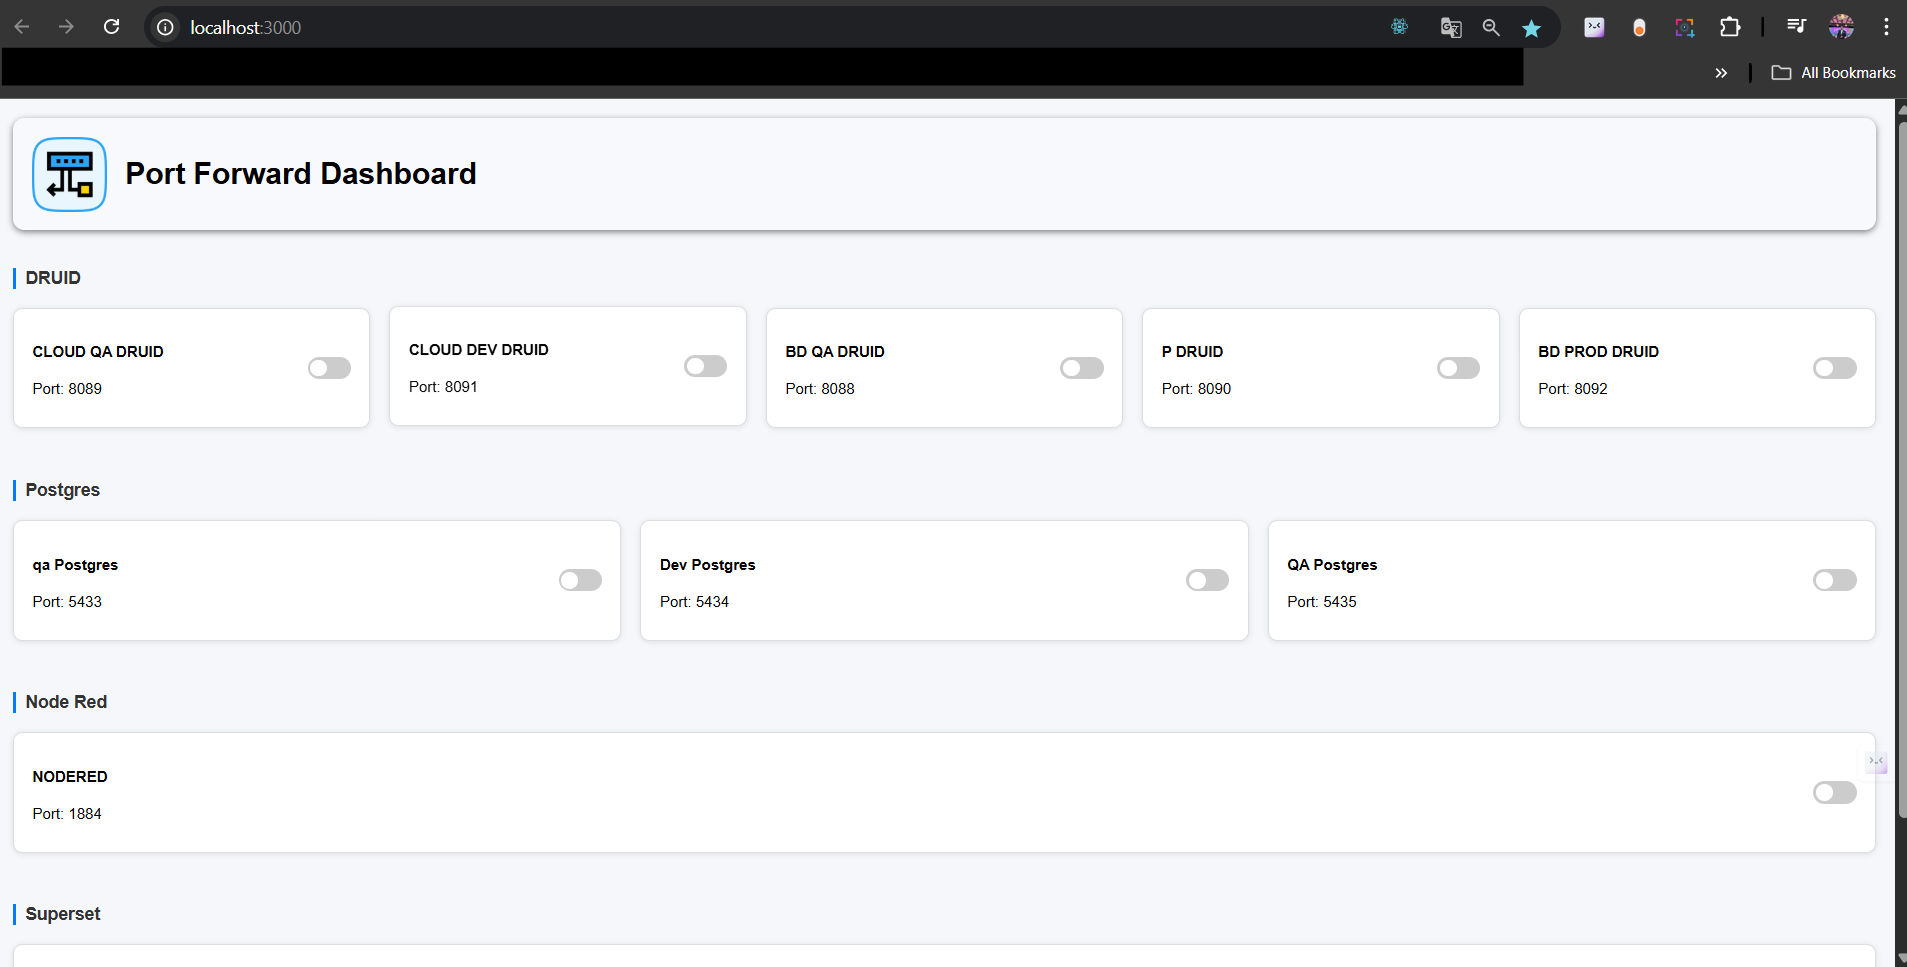 localhost:3000
All Bookmarks
Port Forward Dashboard
DRUID
CLOUD QA DRUID
Port: 8089
CLOUD DEV DRUID
Port: 8091
BD QA DRUID
Port: 8088
P DRUID
Port: 8090
BD PROD DRUID
Port: 8092
Postgres
qa Postgres
Port: 5433
Dev Postgres
Port: 5434
QA Postgres
Port: 5435
Node Red
NODERED
Port: 1884
Superset